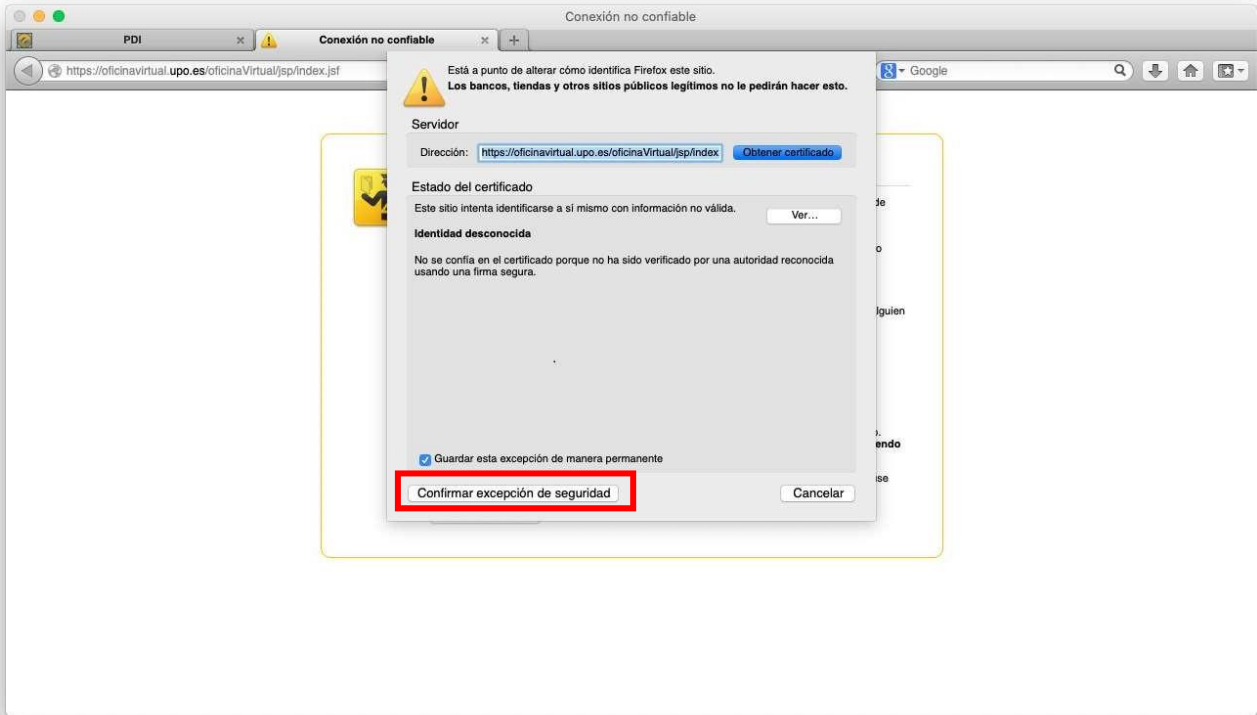 Conexión no confiable
PDI
Conexión no confiable
https://oficinavirtual.upo.es/oficinaVirtual/jsp/index.jsf
Google
Está a punto de alterar cómo identifica Firefox este sitio.
Los bancos, tiendas y otros sitios públicos legítimos no le pedirán hacer esto.
Servidor
Dirección: https://oficinavirtual.upo.es/oficinaVirtual/jsp/index Obtener certificado
Estado del certificado
Este sitio intenta identificarse a sí mismo con información no válida. Ver...
de
Identidad desconocida
o
No se confía en el certificado porque no ha sido verificado por una autoridad reconocida
usando una firma segura.
lguien
o.
endo
Guardar esta excepción de manera permanente
se
Confirmar excepción de seguridad Cancelar